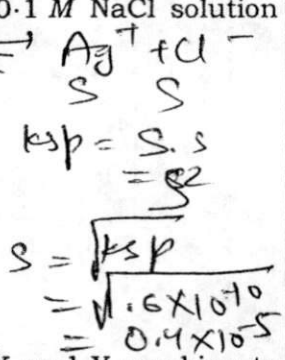 0·1 M NaCl solution
→ Ag⁺ + Cl⁻
S S
ksp = S. s
= S²
s = √ksp
= √1.6×10⁻¹⁰
= 0.4×10⁻⁵